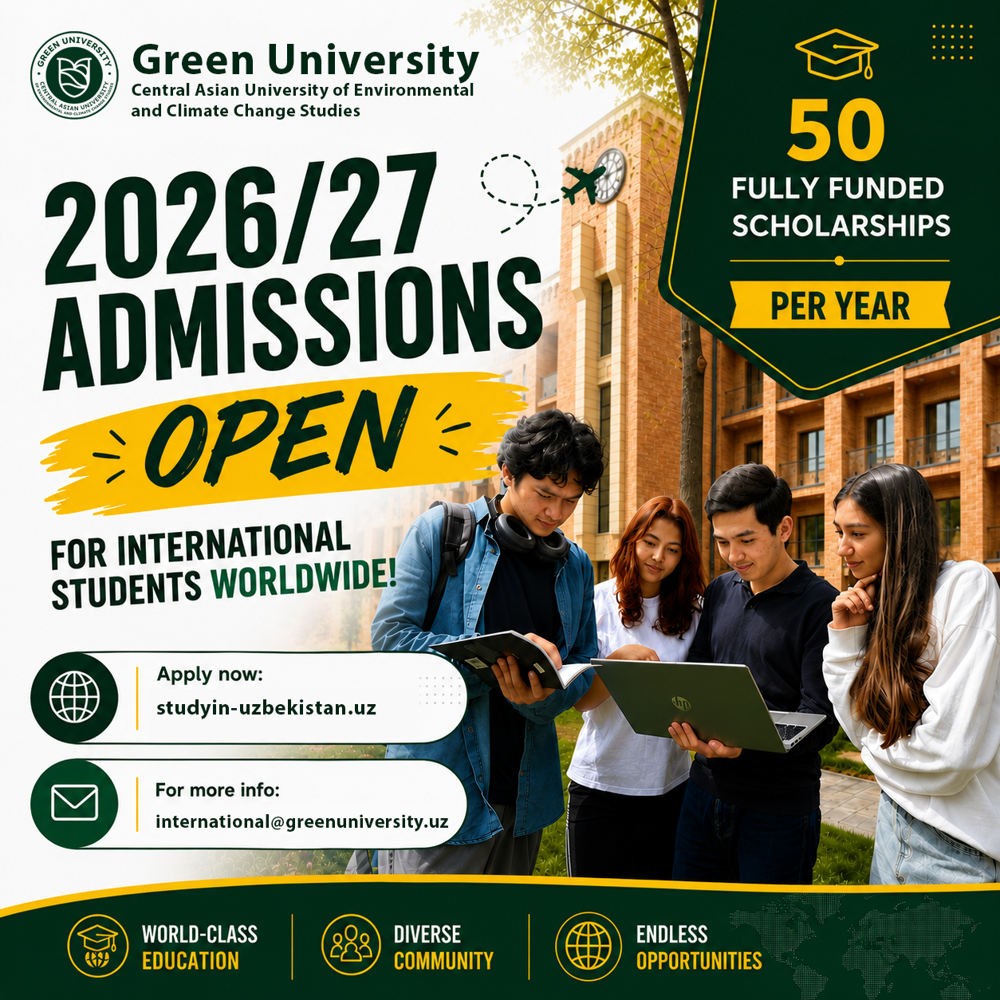 GREEN UNIVERSITY
CENTRAL ASIAN UNIVERSITY
OF ENVIRONMENTAL AND CLIMATE CHANGE STUDIES
Green University
Central Asian University of Environmental
and Climate Change Studies
50
FULLY FUNDED
SCHOLARSHIPS
PER YEAR
2026/27
ADMISSIONS
OPEN
FOR INTERNATIONAL
STUDENTS WORLDWIDE!
Apply now:
studyin-uzbekistan.uz
For more info:
international@greenuniversity.uz
hp
WORLD-CLASS
EDUCATION
DIVERSE
COMMUNITY
ENDLESS
OPPORTUNITIES